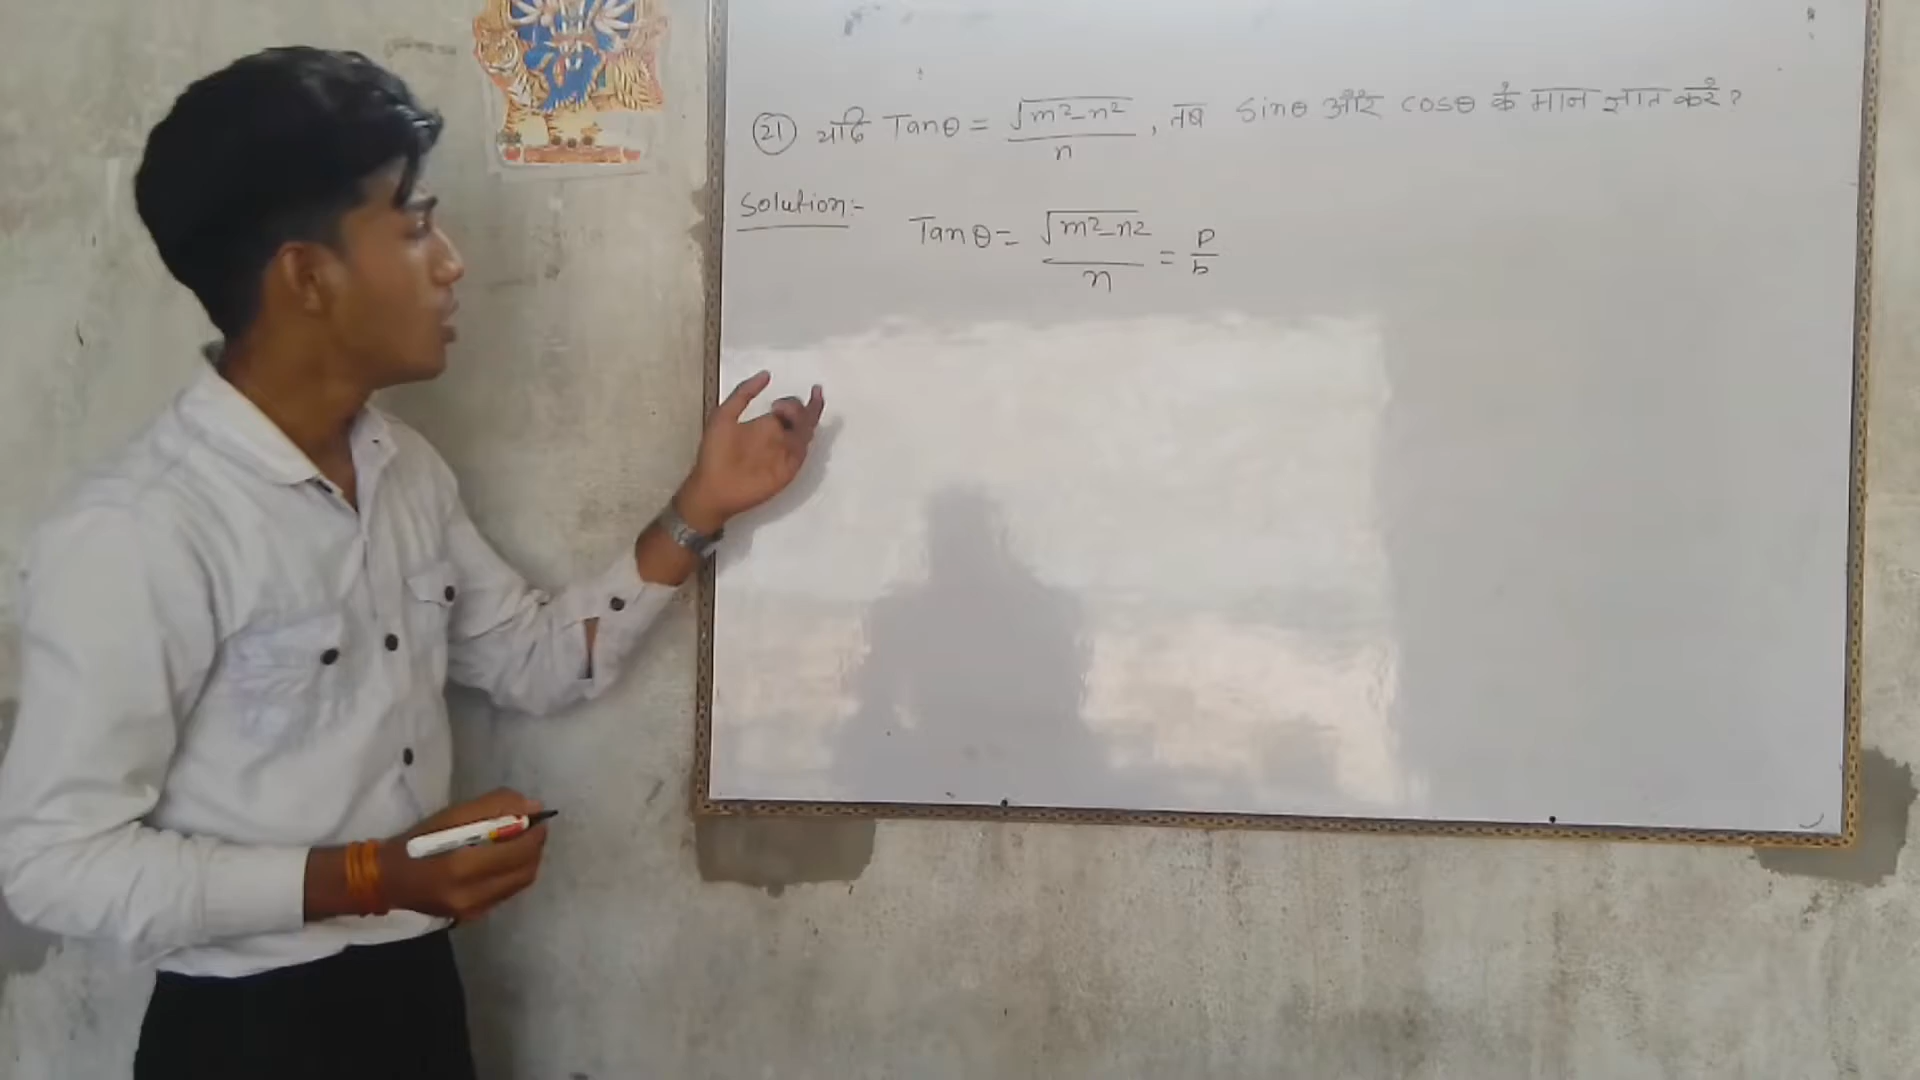 (21) यदि Tanθ = √m²-n² / n , तब Sinθ और cosθ के मान ज्ञात करें ?
Solution:-
Tanθ = √m²-n² / n = P / b